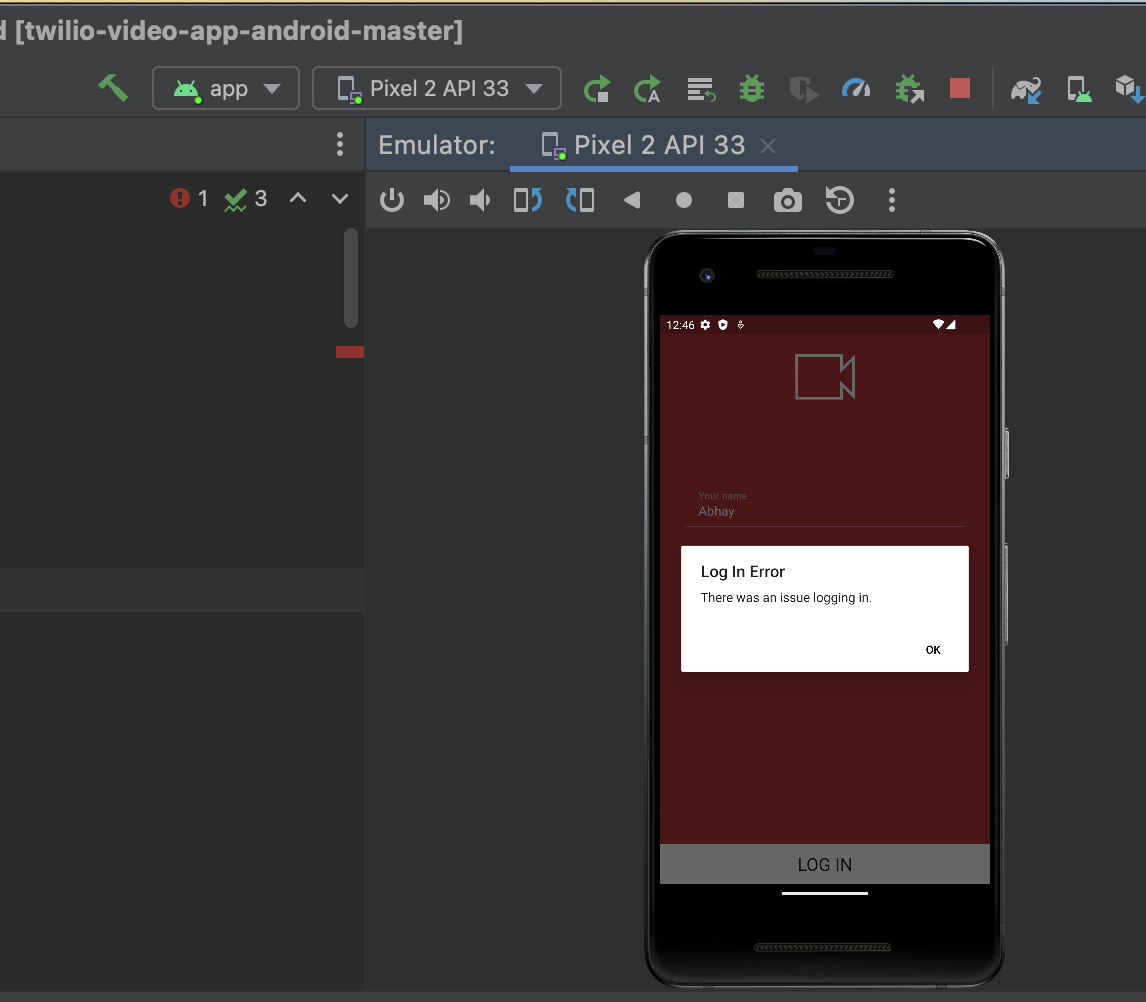 d [twilio-video-app-android-master]
app
Pixel 2 API 33
Emulator:
Pixel 2 API 33
1
3
12:46
Your name
Abhay
Log In Error
There was an issue logging in.
OK
LOG IN